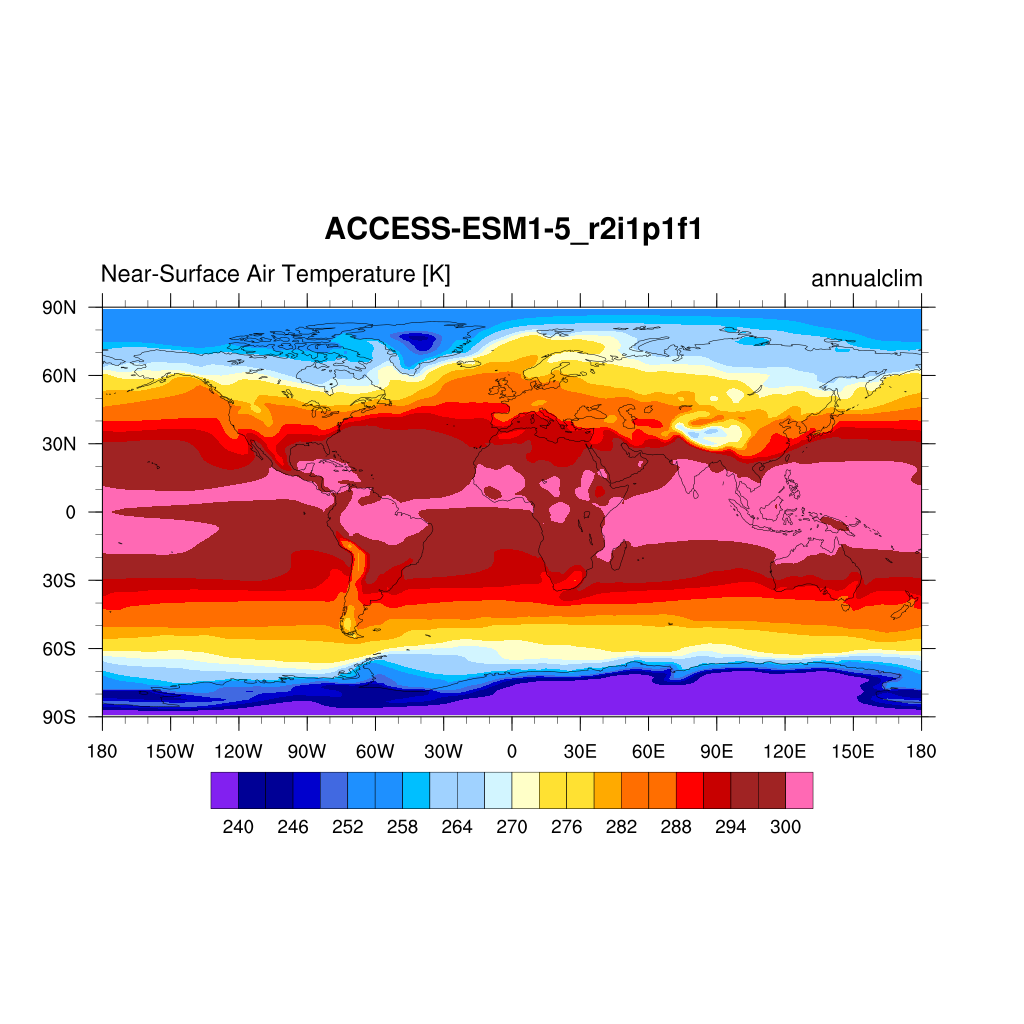 ACCESS-ESM1-5_r2i1p1f1
Near-Surface Air Temperature [K]
annualclim
90N
60N
30N
0
30S
60S
90S
180 150W 120W 90W 60W 30W 0 30E 60E 90E 120E 150E 180
240 246 252 258 264 270 276 282 288 294 300